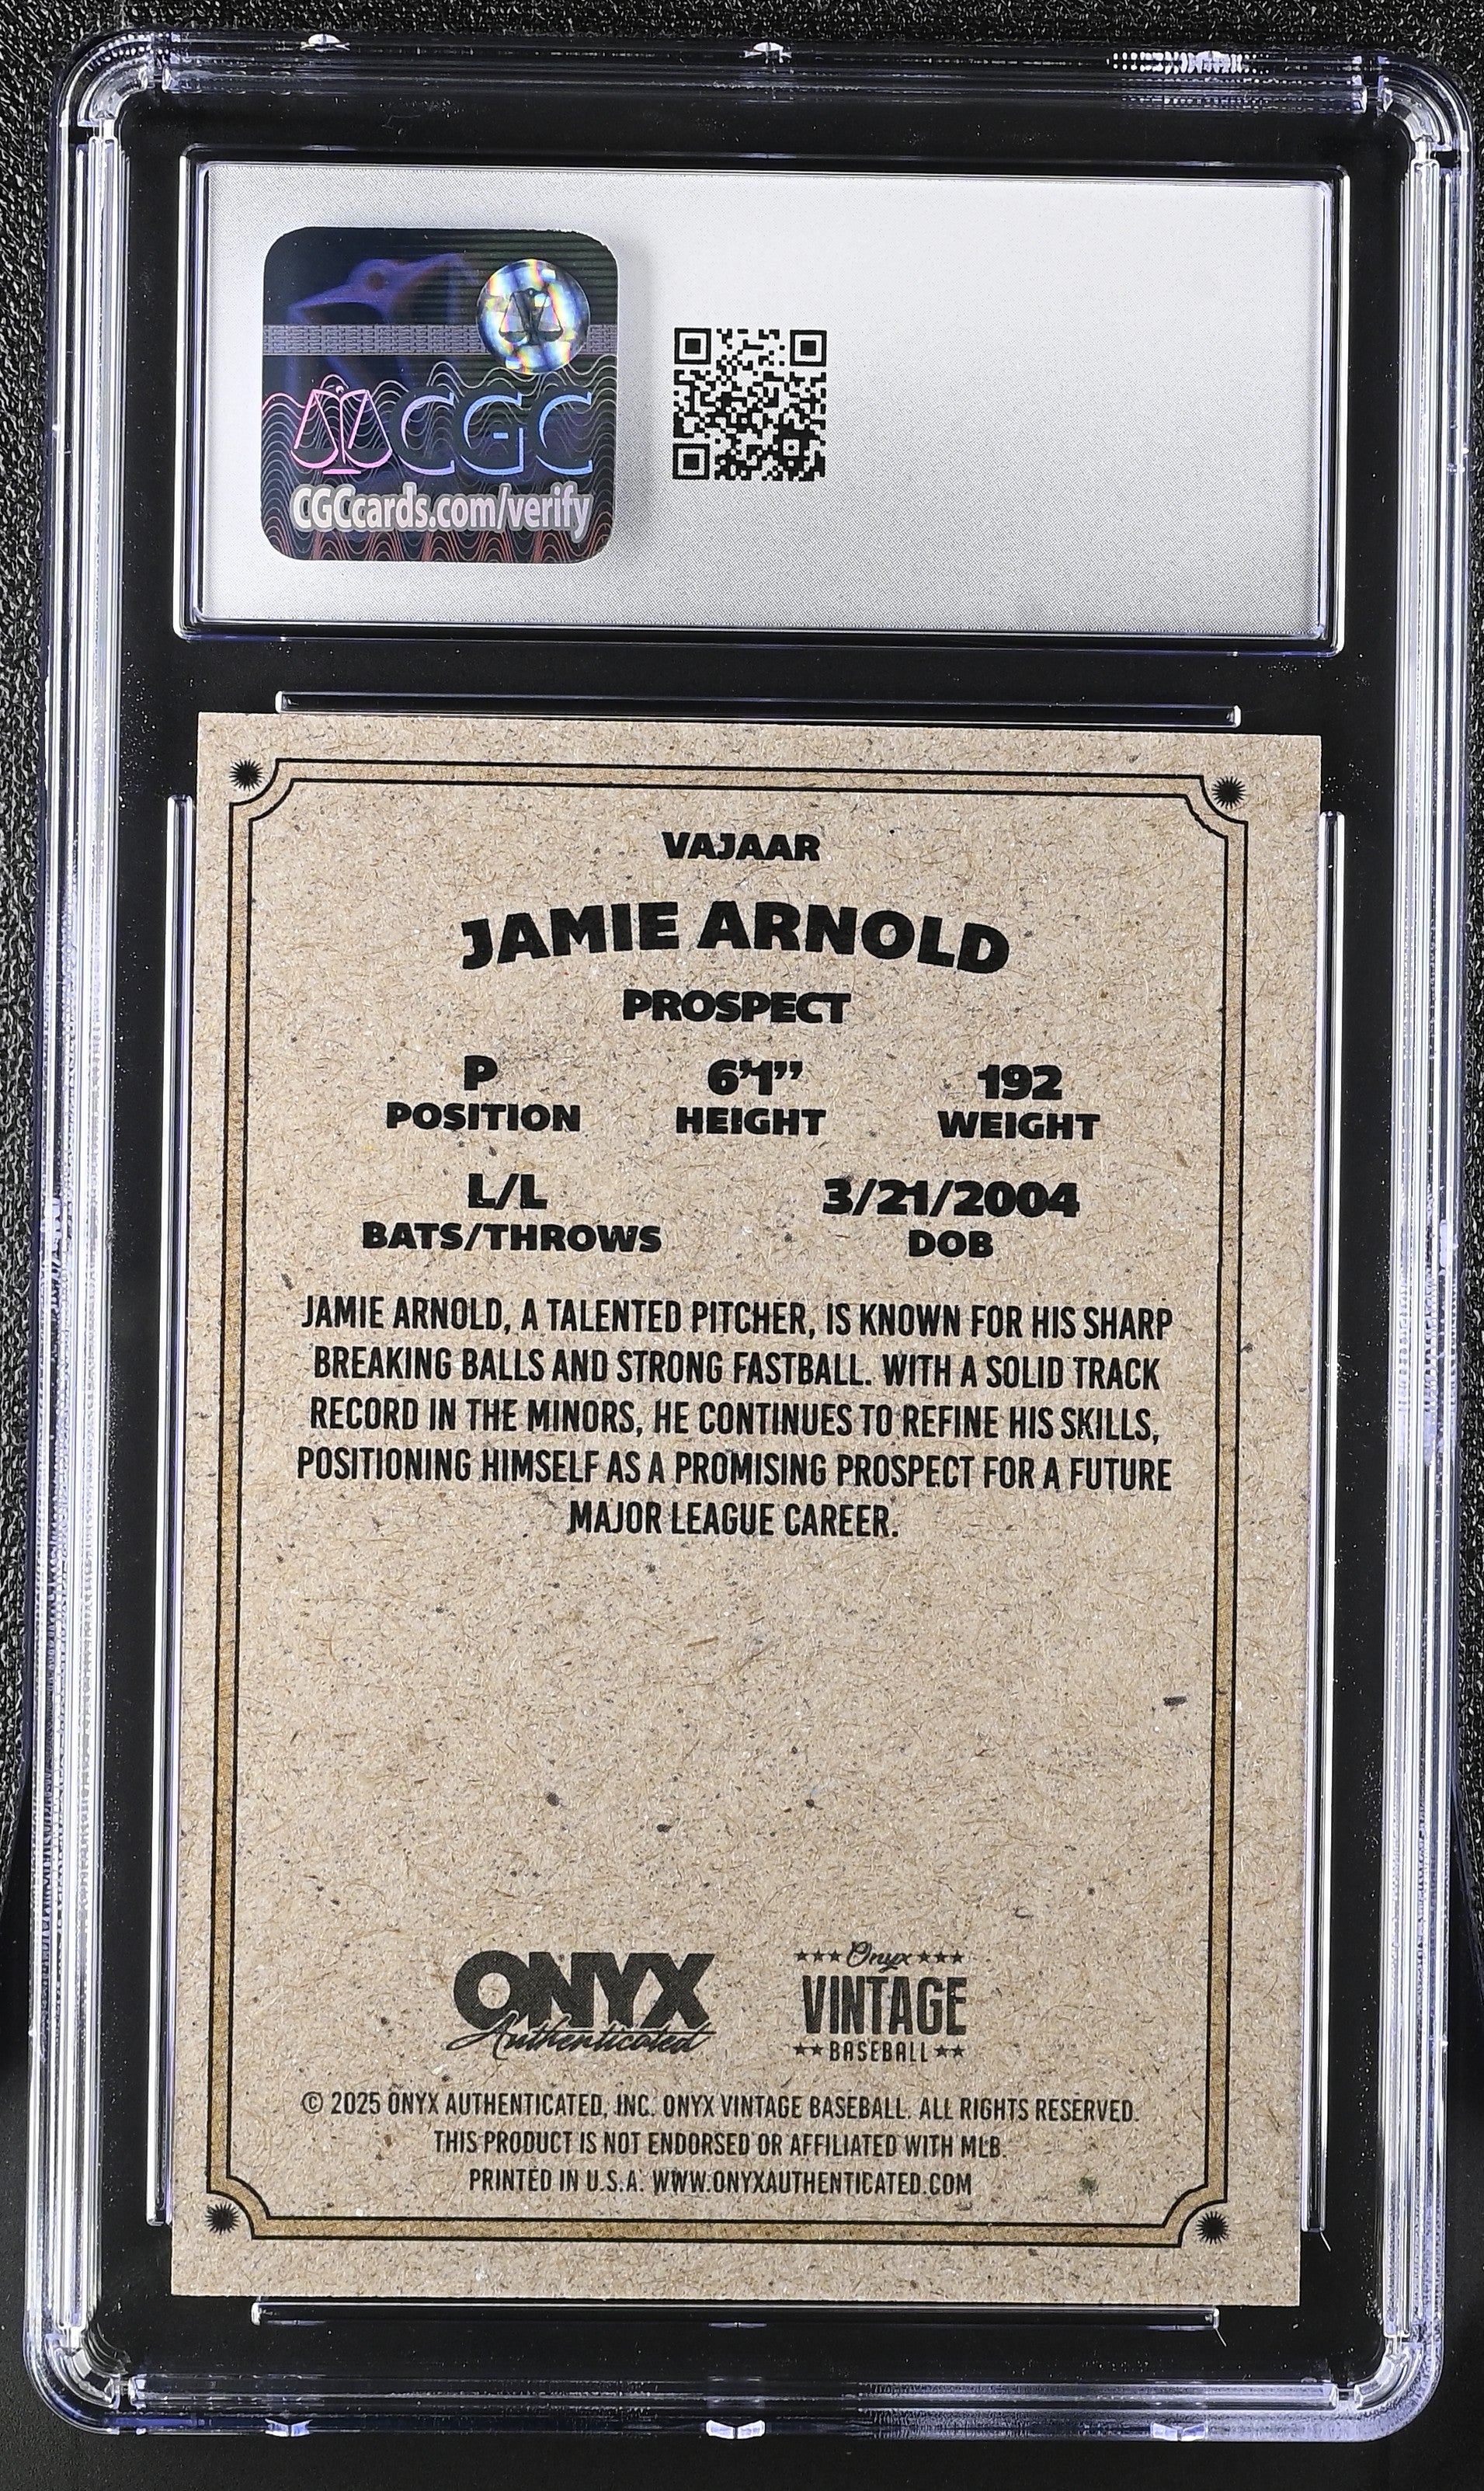 CGC
CGCcards.com/verify
VAJAAR
JAMIE ARNOLD
PROSPECT
P
POSITION
6'1''
HEIGHT
192
WEIGHT
L/L
BATS/THROWS
3/21/2004
DOB
JAMIE ARNOLD, A TALENTED PITCHER, IS KNOWN FOR HIS SHARP
BREAKING BALLS AND STRONG FASTBALL. WITH A SOLID TRACK
RECORD IN THE MINORS, HE CONTINUES TO REFINE HIS SKILLS,
POSITIONING HIMSELF AS A PROMISING PROSPECT FOR A FUTURE
MAJOR LEAGUE CAREER.
ONYX
Authenticated
Onyx
VINTAGE
BASEBALL
© 2025 ONYX AUTHENTICATED, INC. ONYX VINTAGE BASEBALL. ALL RIGHTS RESERVED.
THIS PRODUCT IS NOT ENDORSED OR AFFILIATED WITH MLB.
PRINTED IN U.S.A. WWW.ONYXAUTHENTICATED.COM